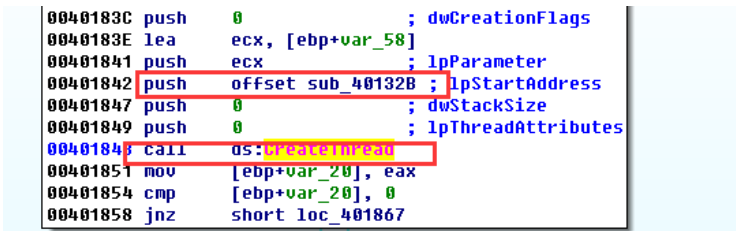 0040183C push 0 ; dwCreationFlags
0040183E lea ecx, [ebp+var_58]
00401841 push ecx ; lpParameter
00401842 push offset sub_40132B ; lpStartAddress
00401847 push 0 ; dwStackSize
00401849 push 0 ; lpThreadAttributes
0040184B call ds:CreateThread
00401851 mov [ebp+var_20], eax
00401854 cmp [ebp+var_20], 0
00401858 jnz short loc_401867